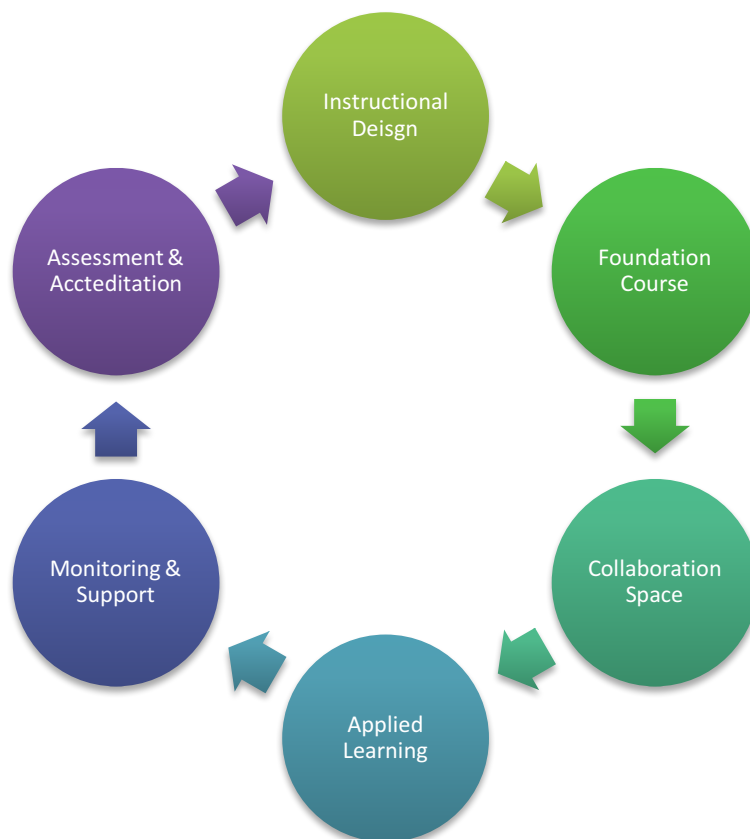 Instructional
Deisgn
Foundation
Course
Collaboration
Space
Applied
Learning
Monitoring &
Support
Assessment &
Accteditation